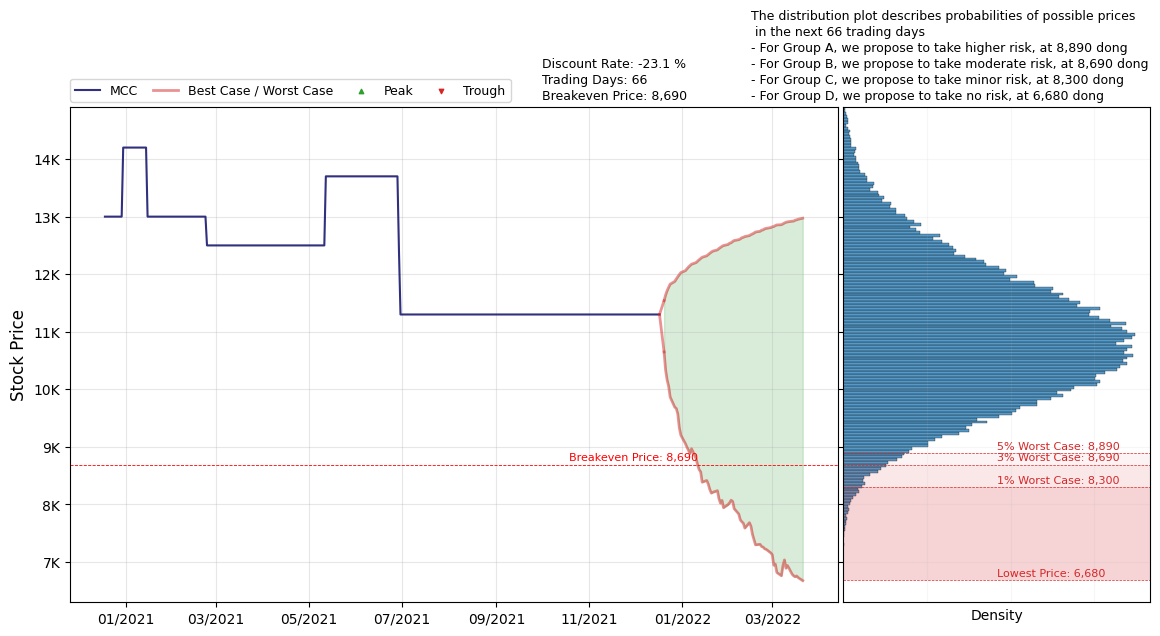 The distribution plot describes probabilities of possible prices
in the next 66 trading days
- For Group A, we propose to take higher risk, at 8,890 dong
- For Group B, we propose to take moderate risk, at 8,690 dong
- For Group C, we propose to take minor risk, at 8,300 dong
- For Group D, we propose to take no risk, at 6,680 dong
Discount Rate: -23.1 %
Trading Days: 66
Breakeven Price: 8,690
MCC
Best Case / Worst Case
Peak
Trough
Stock Price
14K
13K
12K
11K
10K
9K
8K
7K
Breakeven Price: 8,690
01/2021
03/2021
05/2021
07/2021
09/2021
11/2021
01/2022
03/2022
5% Worst Case: 8,890
3% Worst Case: 8,690
1% Worst Case: 8,300
Lowest Price: 6,680
Density